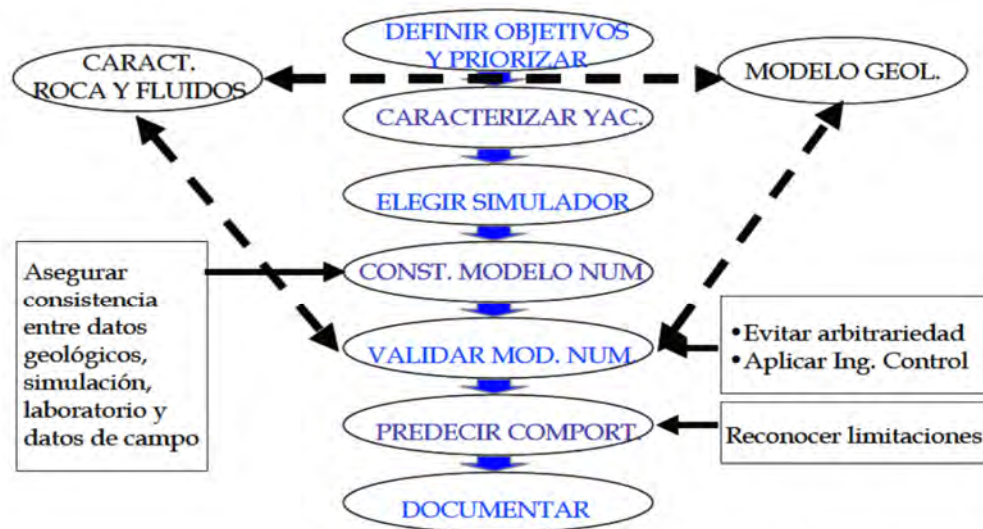 DEFINIR OBJETIVOS
Y PRIORIZAR
CARACT.
ROCA Y FLUIDOS
MODELO GEOL.
CARACTERIZAR YAC.
ELEGIR SIMULADOR
Asegurar
consistencia
entre datos
geológicos,
simulación,
laboratorio y
datos de campo
CONST. MODELO NUM
VALIDAR MOD. NUM.
•Evitar arbitrariedad
•Aplicar Ing. Control
PREDECIR COMPORT.
Reconocer limitaciones
DOCUMENTAR